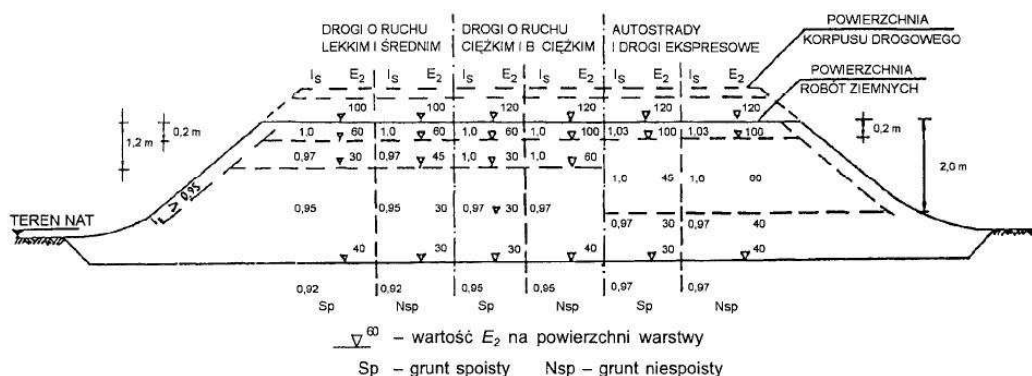 DROGI O RUCHU LEKKIM I ŚREDNIM
DROGI O RUCHU CIĘŻKIM I B CIĘŻKIM
AUTOSTRADY I DROGI EKSPRESOWE
POWIERZCHNIA KORPUSU DROGOWEGO
Is E2 Is E2 Is E2 Is E2 Is E2 Is E2
POWIERZCHNIA ROBÓT ZIEMNYCH
100 100 120 120 120 120
1,2 m 0,2 m 1,0 60 1,0 60 1,0 60 1,0 100 1,03 100 1,03 100 0,2 m
0,97 30 0,97 45 1,0 30 1,0 60
2,0 m
1,0 45 1,0 00
0,95
TEREN NAT
0,95 0,95 30 0,97 30 0,97
0,97 30 0,97 40
40 30 30 40 30 40
0,92 0,92 0,95 0,95 0,97 0,97
Sp Nsp Sp Nsp Sp Nsp
60 – wartość E2 na powierzchni warstwy
Sp – grunt spoisty Nsp – grunt niespoisty